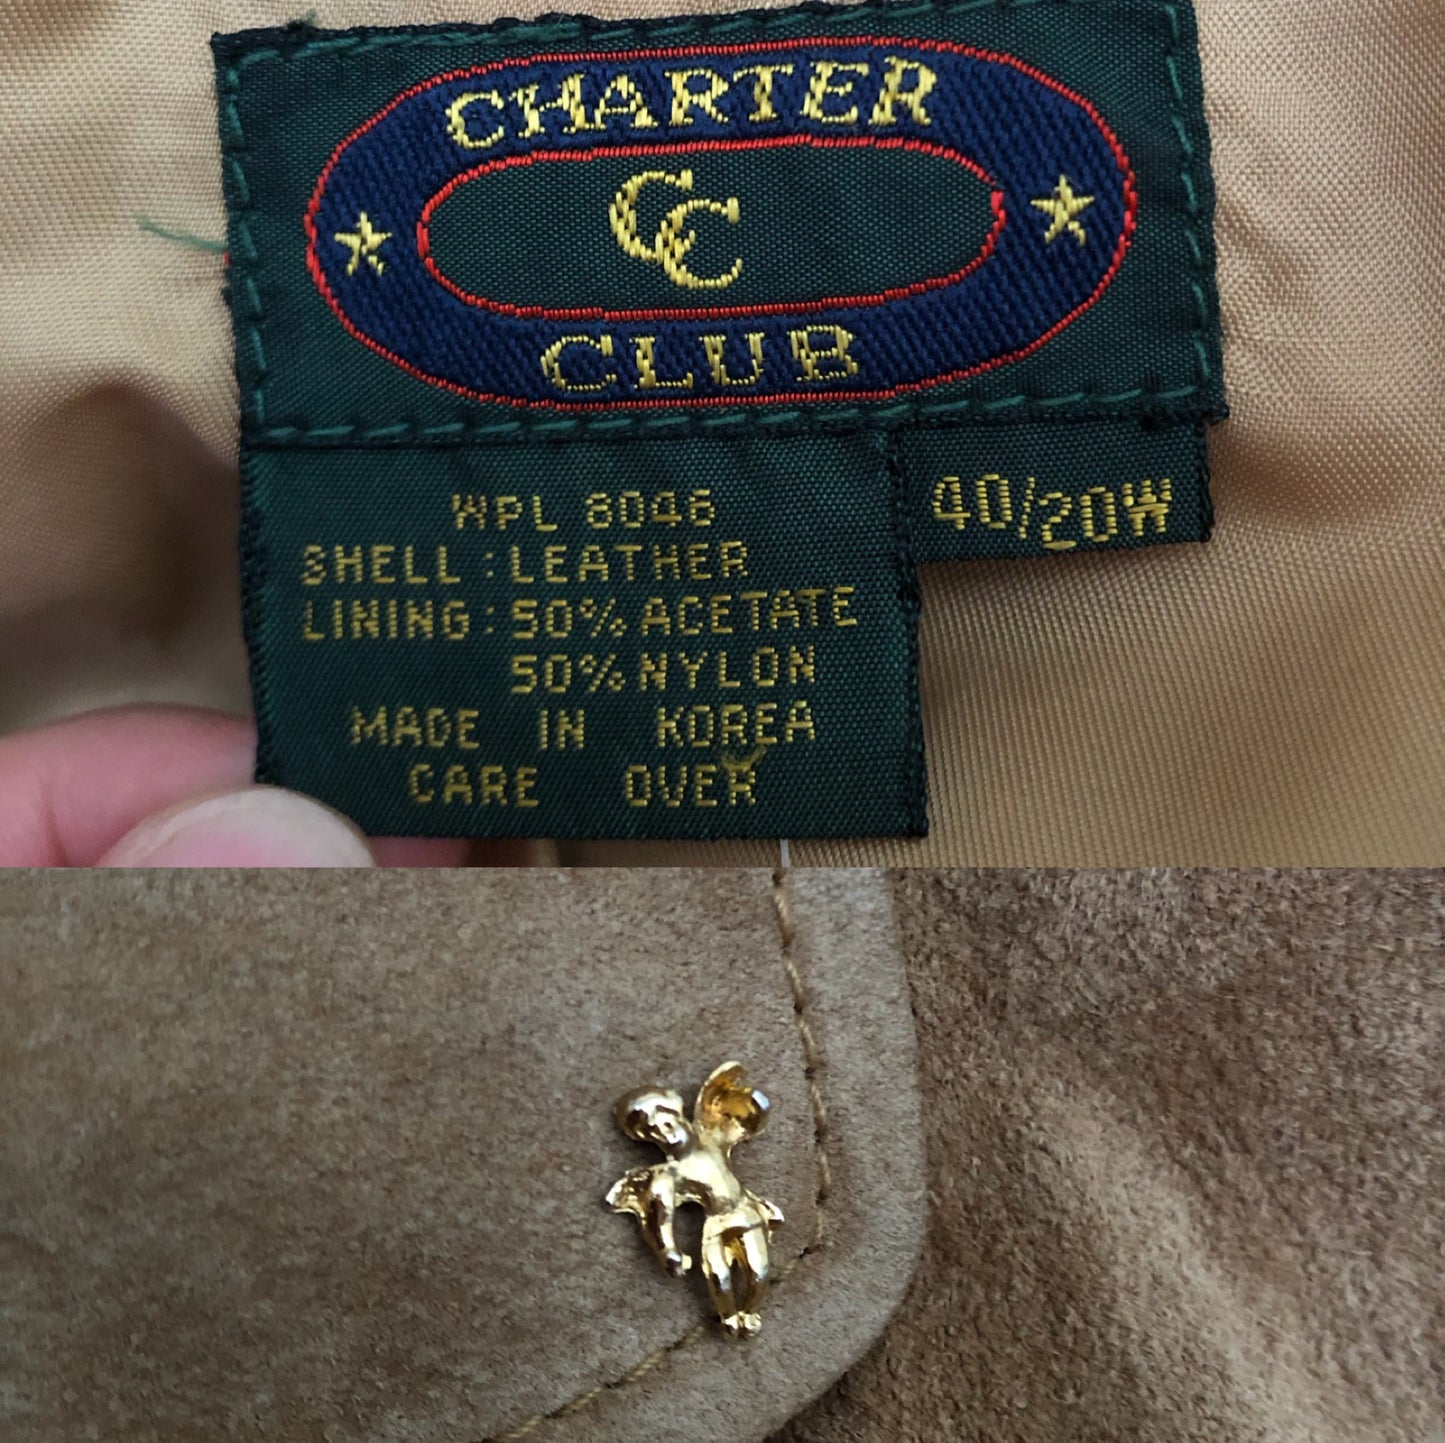 CHARTER
CC
CLUB
40/20W
WPL 8046
SHELL : LEATHER
LINING : 50% ACETATE
50% NYLON
MADE IN KOREA
CARE OVER